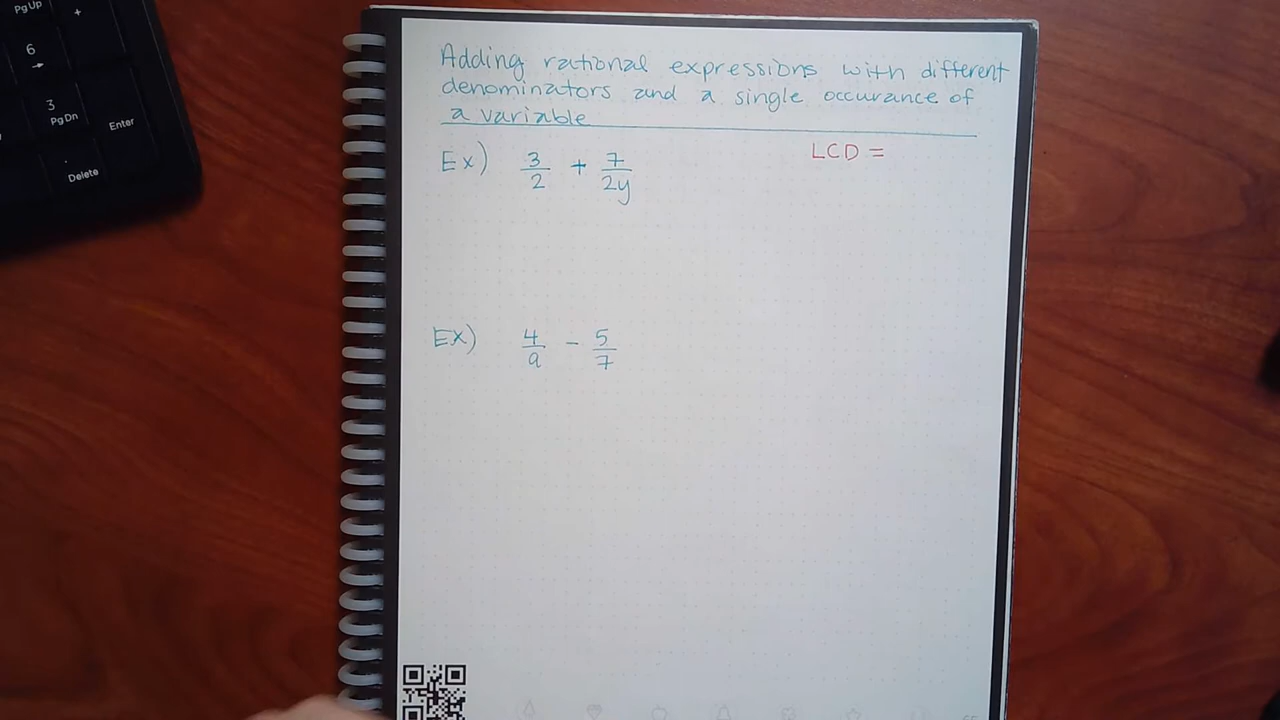 PgUp
+
6
→
3
PgDn
Enter
.
Delete
Adding rational expressions with different
denominators and a single occurance of
a variable
Ex) 3/2 + 7/2y
LCD =
Ex) 4/a - 5/7